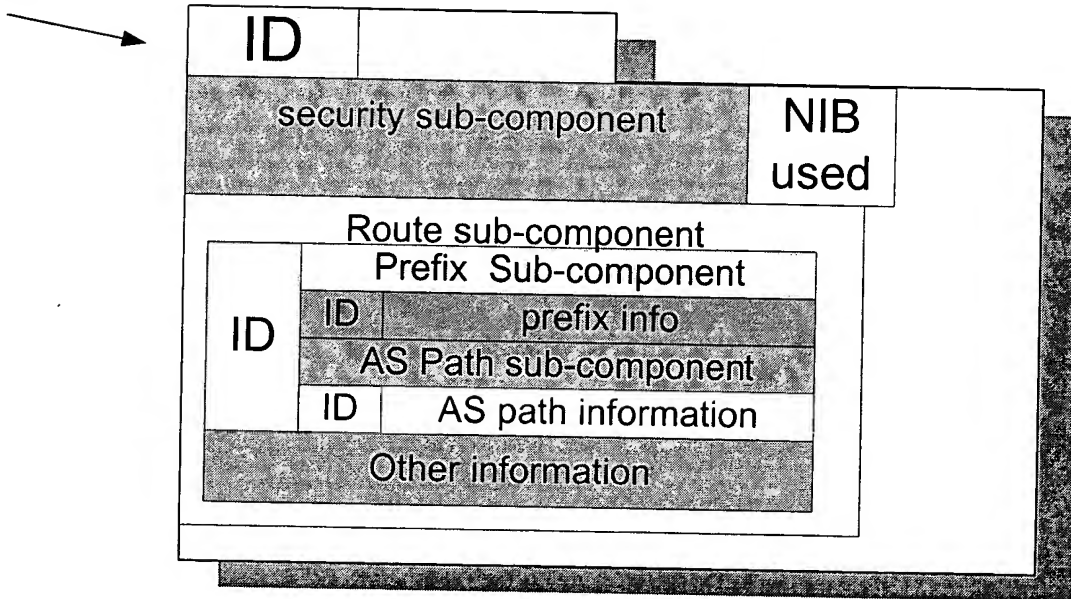 ID
security sub-component
NIB
used
Route sub-component
Prefix Sub-component
ID
ID prefix info
AS Path sub-component
ID AS path information
Other information